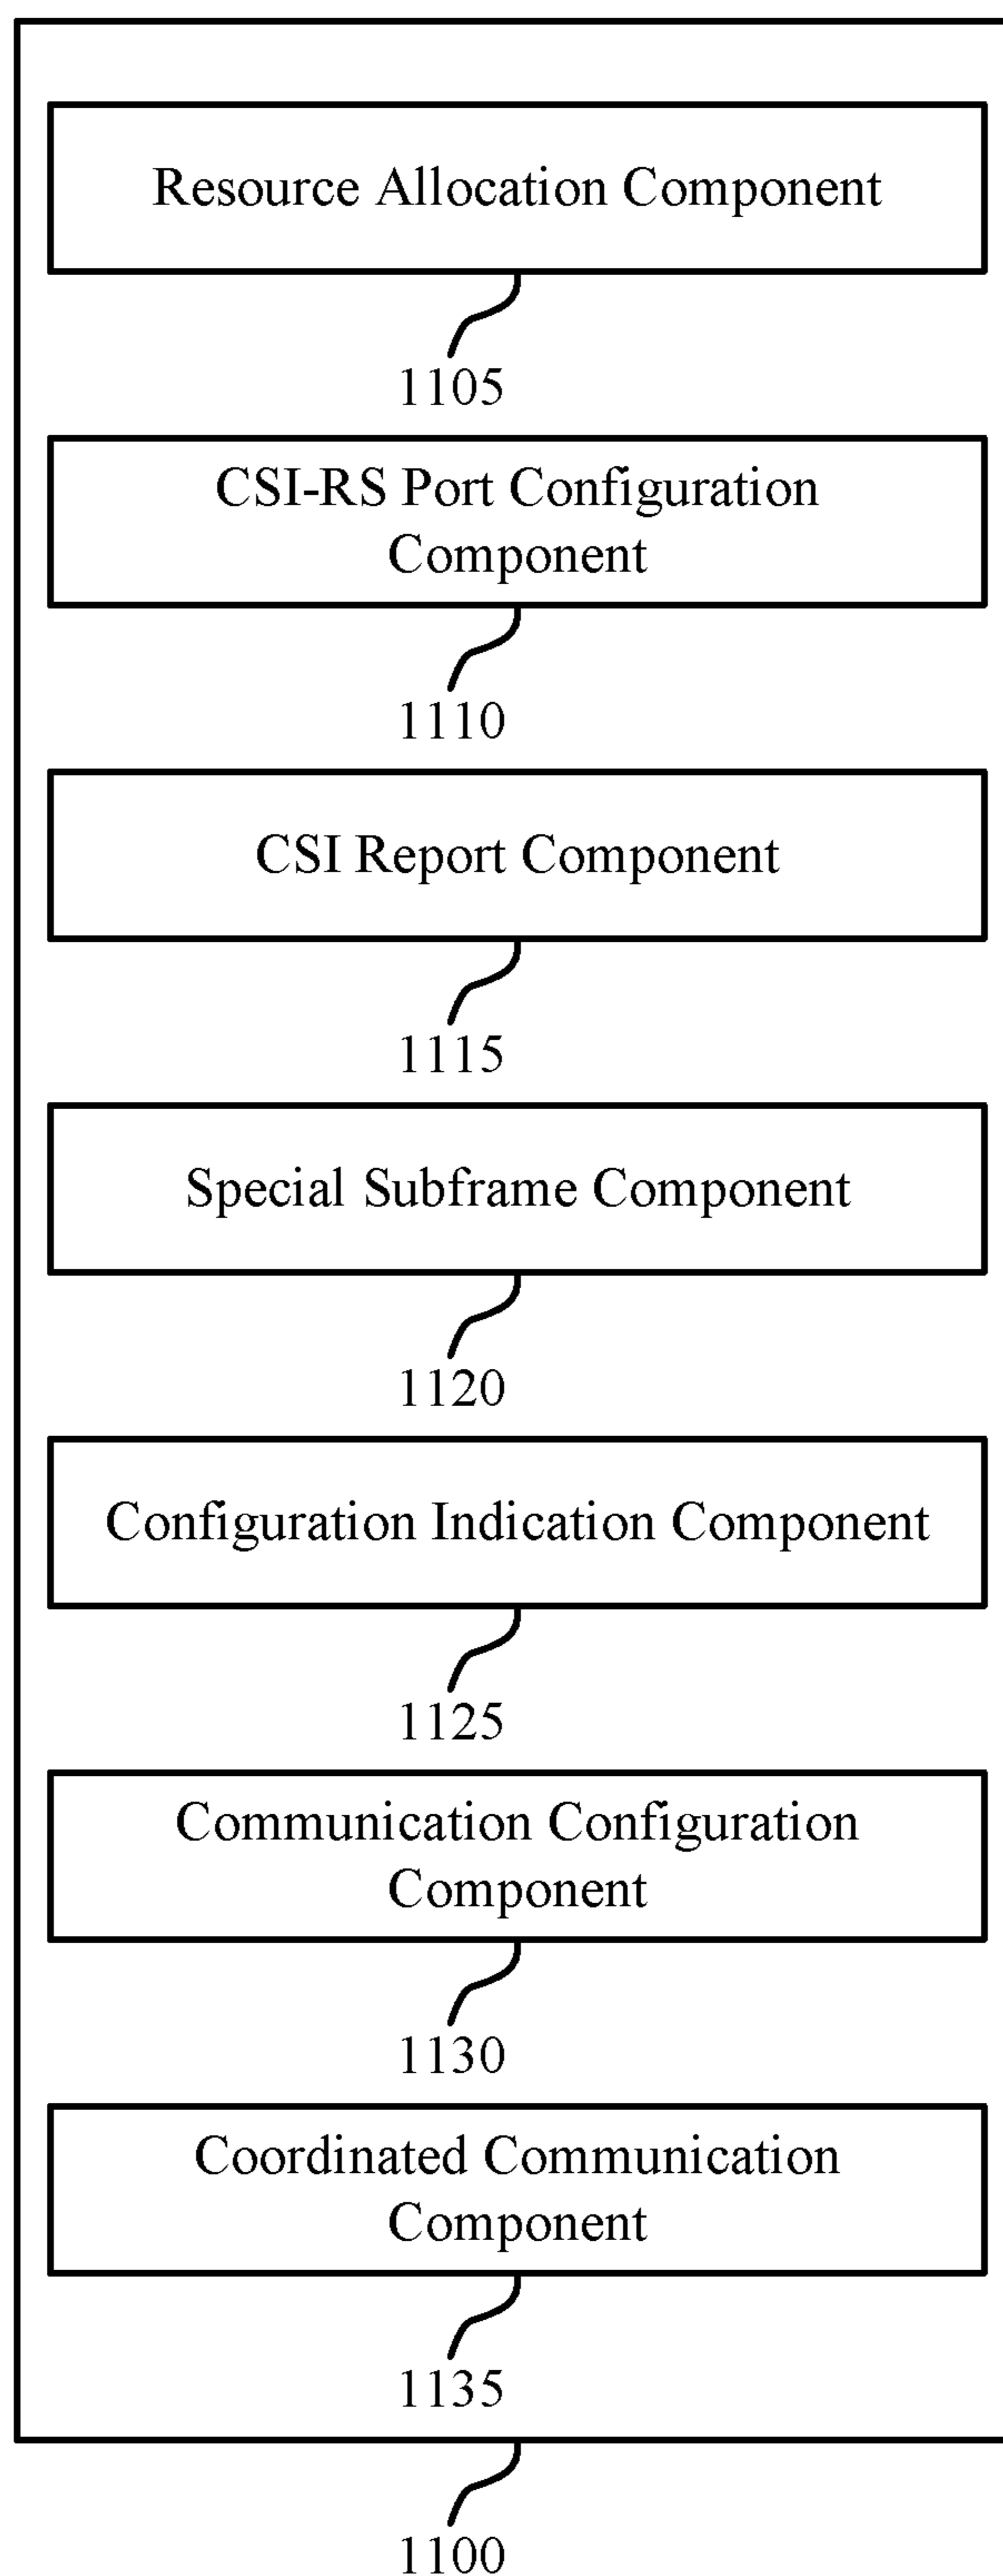 Resource Allocation Component
1105
CSI-RS Port Configuration
Component
1110
CSI Report Component
1115
Special Subframe Component
1120
Configuration Indication Component
1125
Communication Configuration
Component
1130
Coordinated Communication
Component
1135
1100